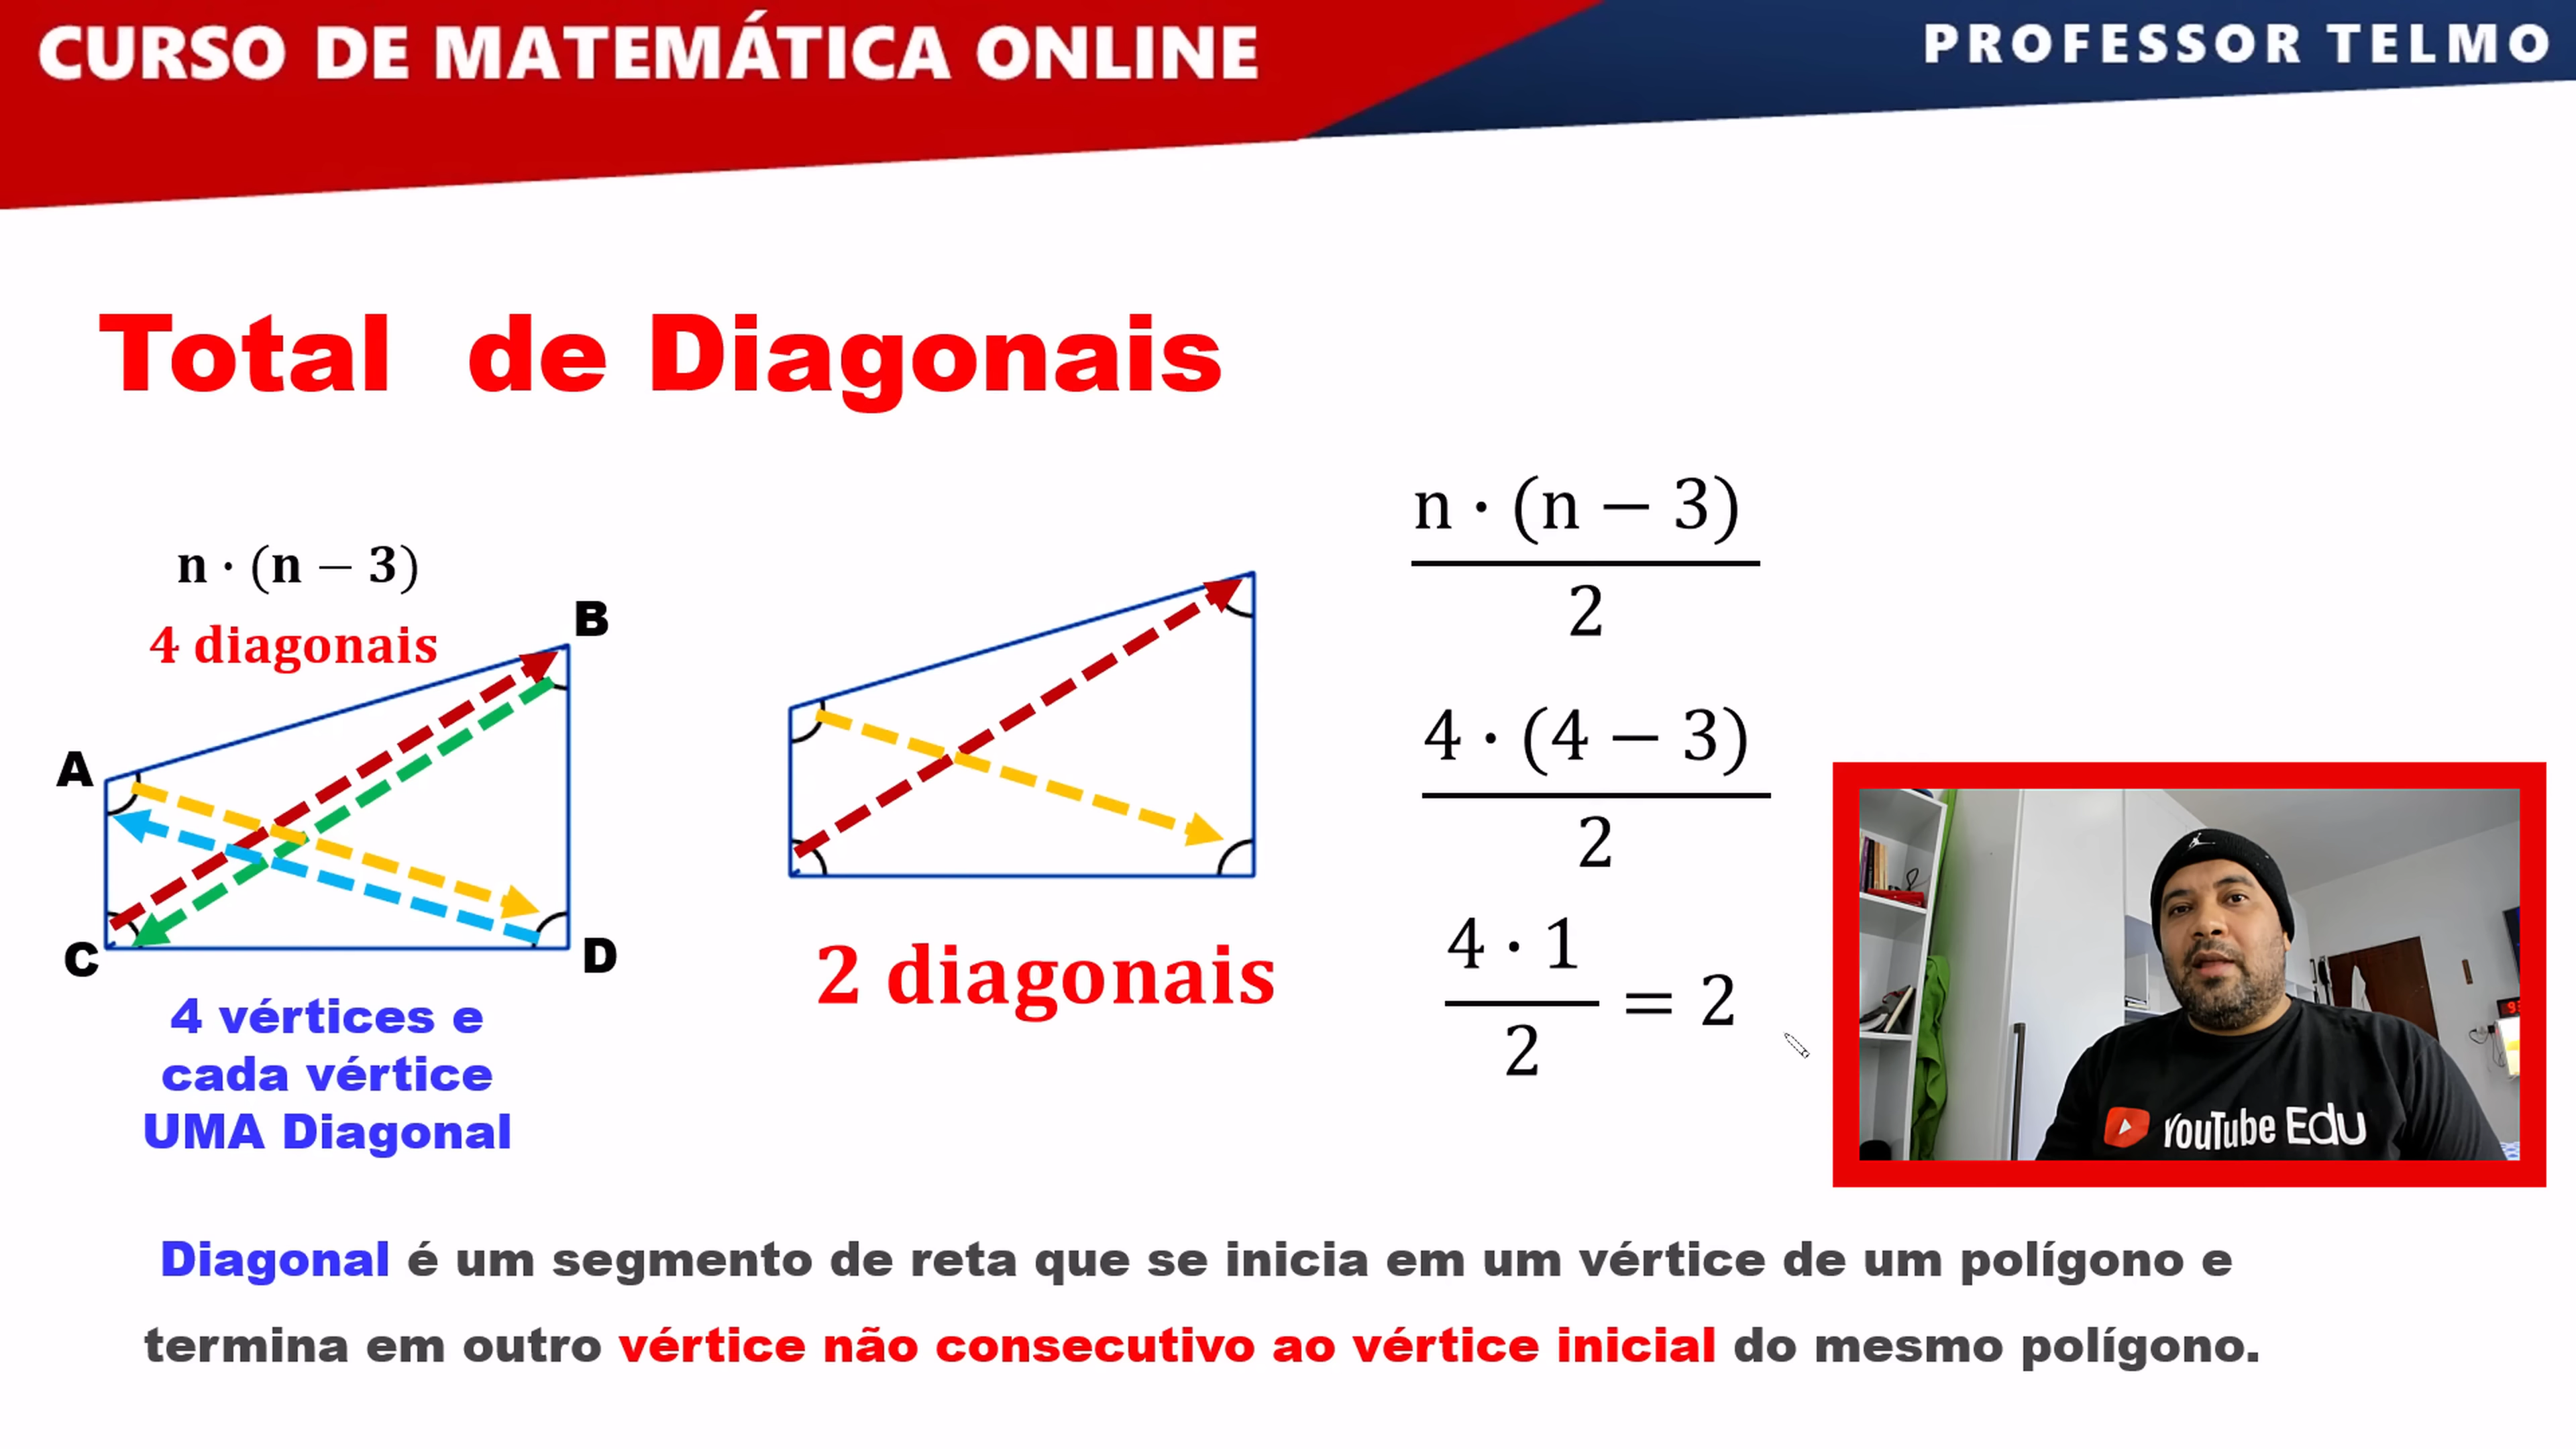 CURSO DE MATEMÁTICA ONLINE
PROFESSOR TELMO
Total de Diagonais
n · (n − 3)
4 diagonais
A
B
C
D
4 vértices e
cada vértice
UMA Diagonal
2 diagonais
n · (n − 3)
2
4 · (4 − 3)
2
4 · 1
2
= 2
YouTube Edu
Diagonal é um segmento de reta que se inicia em um vértice de um polígono e
termina em outro vértice não consecutivo ao vértice inicial do mesmo polígono.